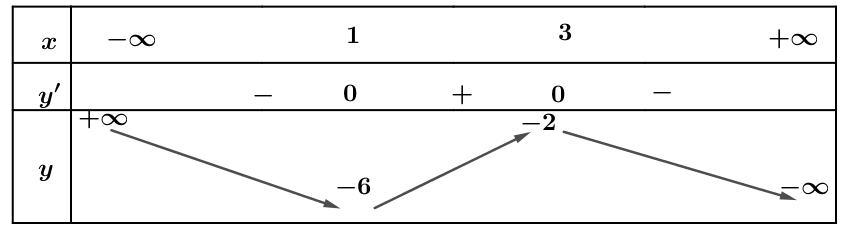 x −∞ 1 3 +∞
y′ − 0 + 0 −
+∞ −2
y −6 −∞